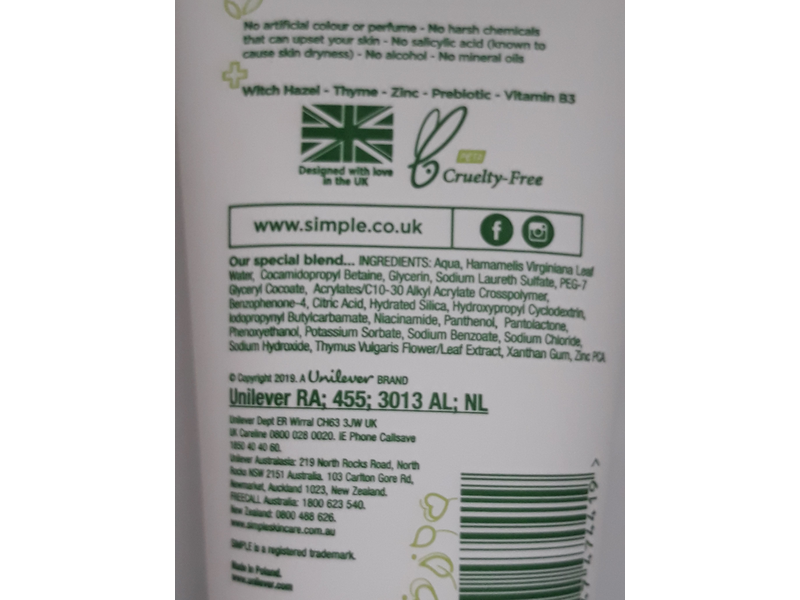 No artificial colour or perfume - No harsh chemicals
that can upset your skin - No salicylic acid (known to
cause skin dryness) - No alcohol - No mineral oils
Witch Hazel - Thyme - Zinc - Prebiotic - Vitamin B3
Designed with love
in the UK
PETA
Cruelty-Free
www.simple.co.uk
Our special blend... INGREDIENTS: Aqua, Hamamelis Virginiana Leaf
Water, Cocamidopropyl Betaine, Glycerin, Sodium Laureth Sulfate, PEG-7
Glyceryl Cocoate, Acrylates/C10-30 Alkyl Acrylate Crosspolymer,
Benzophenone-4, Citric Acid, Hydrated Silica, Hydroxypropyl Cyclodextrin,
Iodopropynyl Butylcarbamate, Niacinamide, Panthenol, Pantolactone,
Phenoxyethanol, Potassium Sorbate, Sodium Benzoate, Sodium Chloride,
Sodium Hydroxide, Thymus Vulgaris Flower/Leaf Extract, Xanthan Gum, Zinc PCA
© Copyright 2019. A Unilever BRAND
Unilever RA; 455; 3013 AL; NL
Unilever Dept ER Wirral CH63 3JW UK
UK Careline 0800 028 0020. IE Phone Callsave
1850 40 40 60.
Unilever Australasia: 219 North Rocks Road, North
Rocks NSW 2151 Australia. 103 Carlton Gore Rd,
Newmarket, Auckland 1023, New Zealand.
FREECALL Australia: 1800 623 540.
New Zealand: 0800 488 626.
www.simpleskincare.com.au
SIMPLE is a registered trademark.
Made in Poland.
www.unilever.com